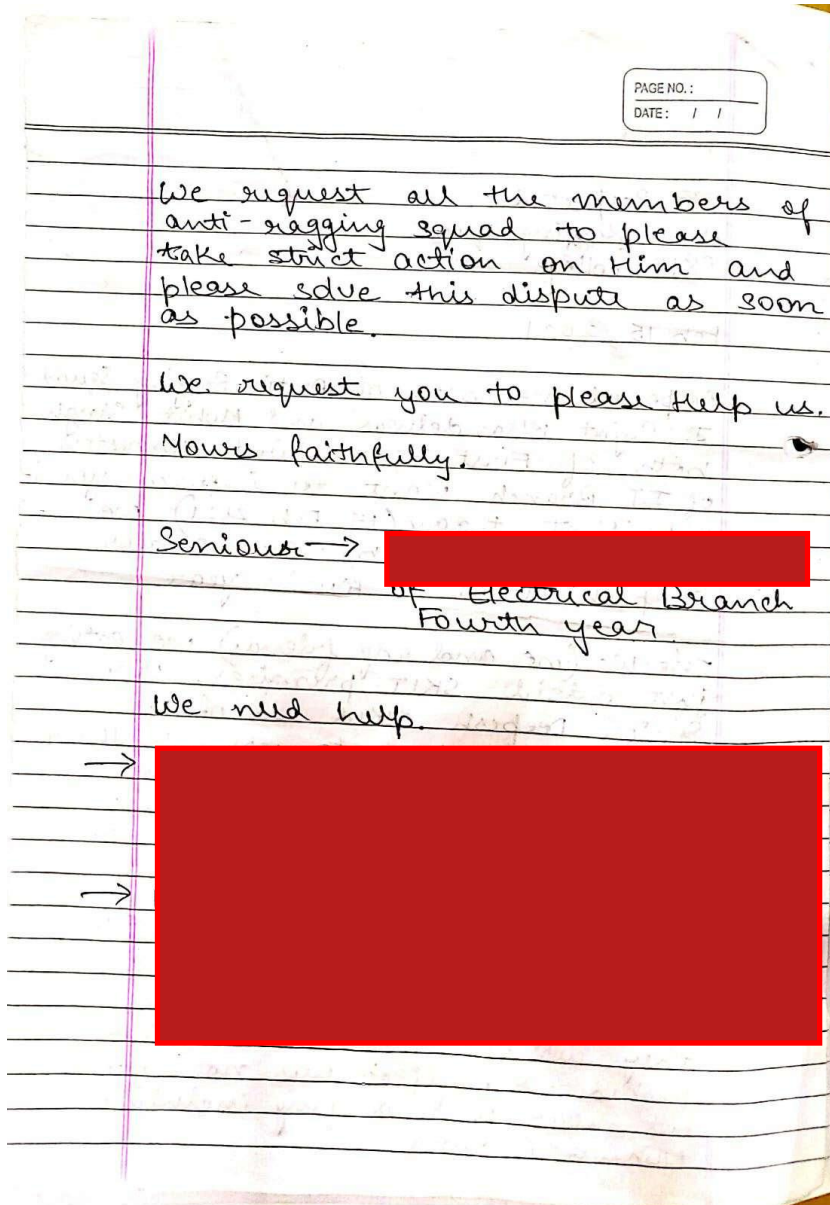 PAGE NO. :
DATE : / /
We request all the members of
anti-ragging squad to please
take strict action on Him and
please solve this dispute as soon
as possible.
We request you to please Help us.
Yours faithfully.
Seniour →
of Electrical Branch
Fourth year
We need help.
→
→